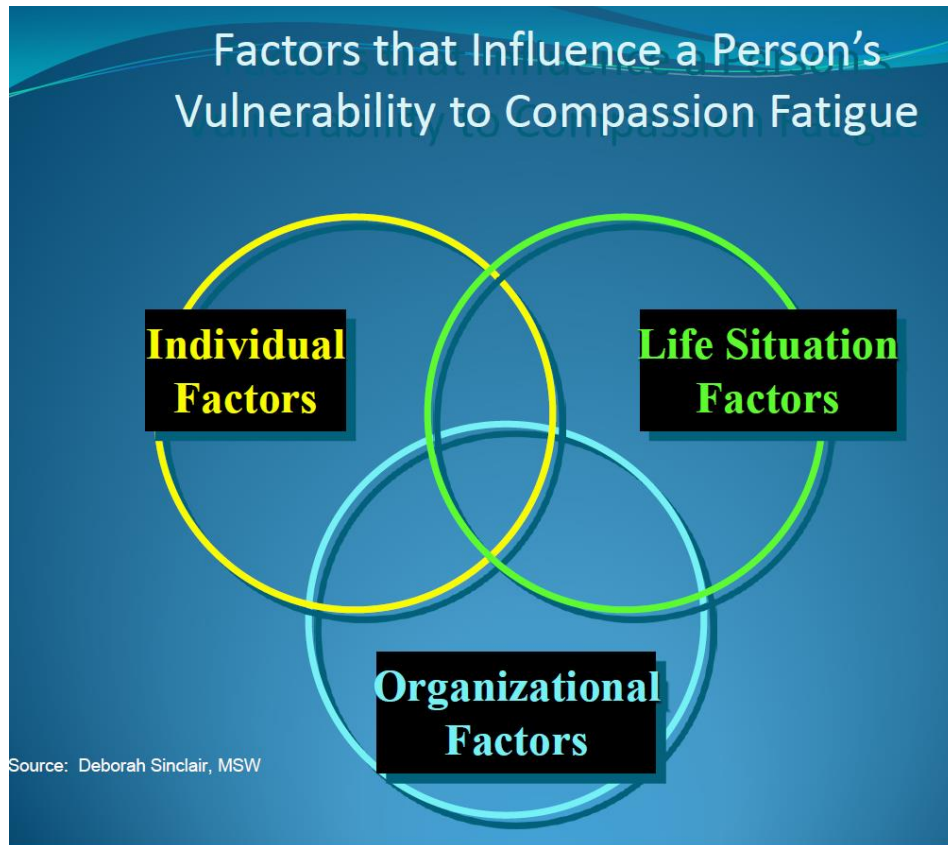 Factors that Influence a Person's
Vulnerability to Compassion Fatigue
Individual
Factors
Life Situation
Factors
Organizational
Factors
Source: Deborah Sinclair, MSW